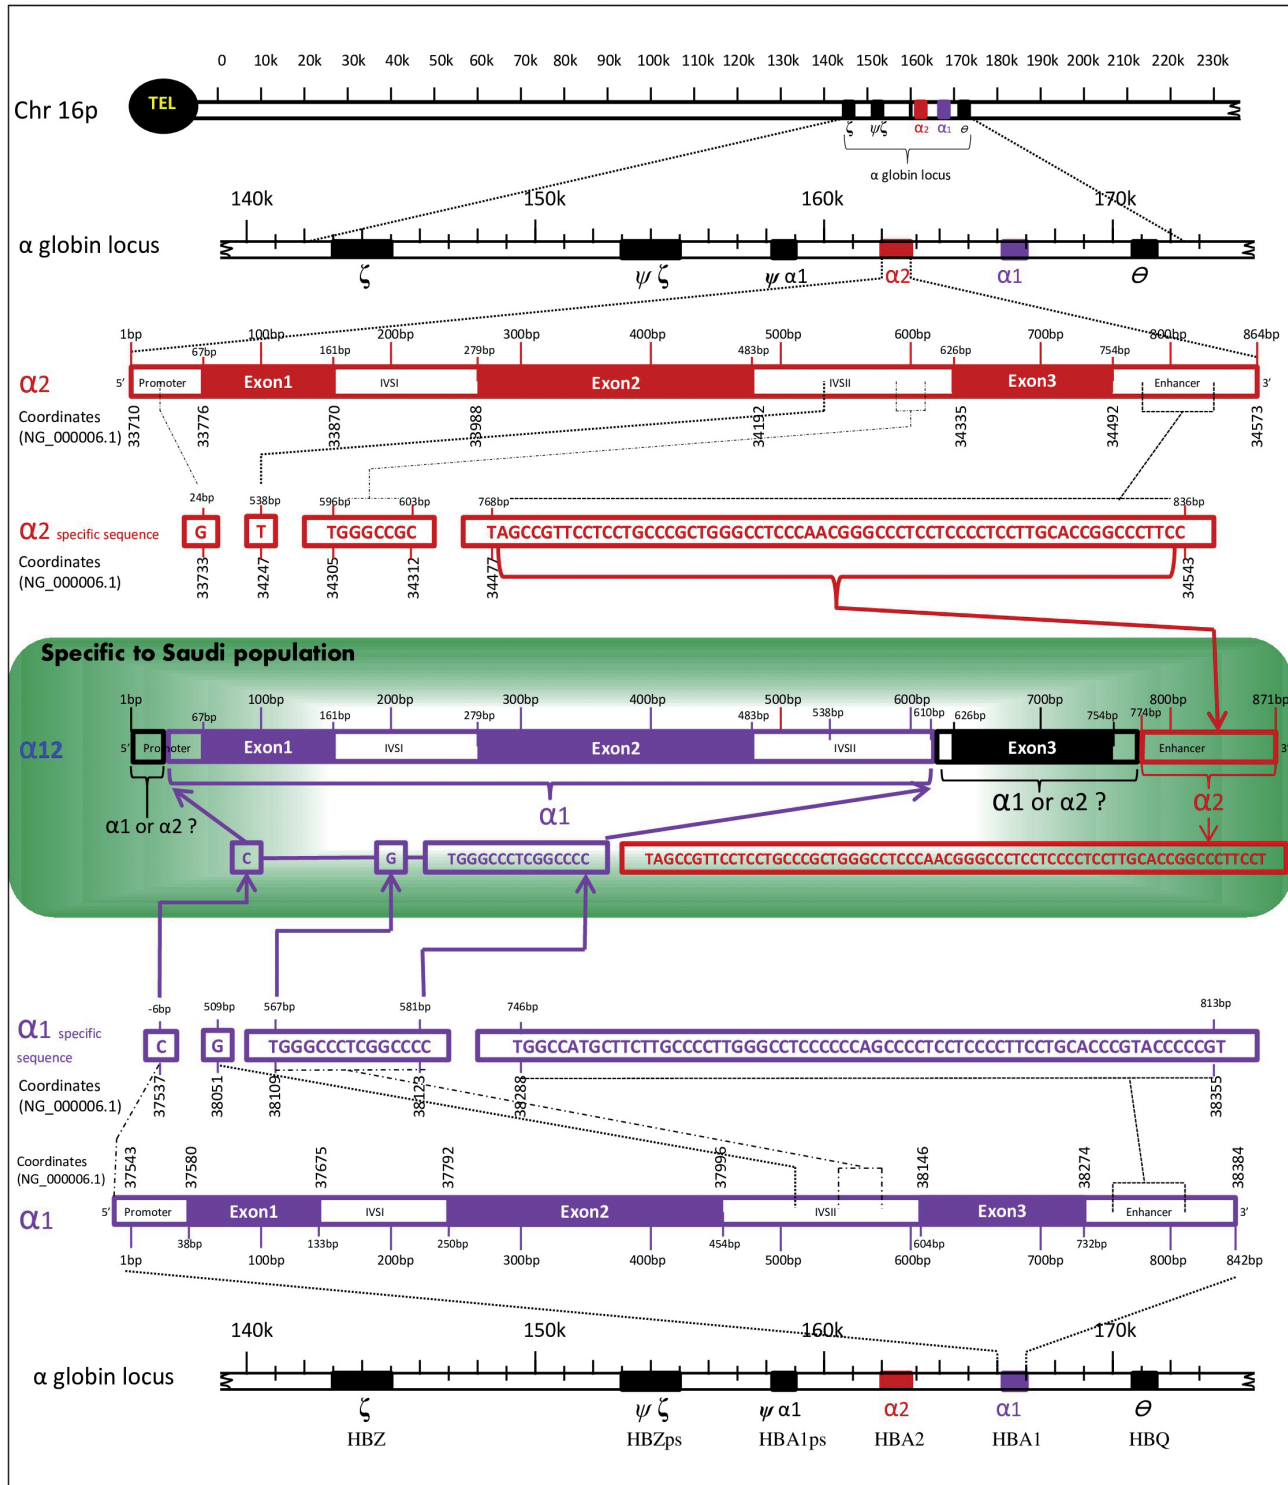 0 10k 20k 30k 40k 50k 60k 70k 80k 90k 100k 110k 120k 130k 140k 150k 160k 170k 180k 190k 200k 210k 220k 230k
Chr 16p
TEL
ζ ψζ α2 α1 θ
α globin locus
140k 150k 160k 170k
α globin locus
ζ ψ ζ ψ α1 α2 α1 θ
1bp 100bp 200bp 300bp 400bp 500bp 600bp 700bp 800bp 864bp
67bp 161bp 279bp 483bp 626bp 754bp
α2 5’ Promoter Exon1 IVSI Exon2 IVSII Exon3 Enhancer 3’
Coordinates
(NG_000006.1)
33710 33776 33870 33988 34192 34335 34492 34573
24bp 538bp 596bp 603bp 768bp 836bp
α2 specific sequence G T TGGGCCGC TAGCCGTTCCTCCTGCCCGCTGGGCCTCCCAACGGGCCCTCCTCCCCTCCTTGCACCGGCCCTTCC
Coordinates
(NG_000006.1)
33733 34247 34305 34312 34477 34543
Specific to Saudi population
1bp 100bp 200bp 300bp 400bp 500bp 600bp 700bp 800bp 871bp
67bp 161bp 279bp 483bp 538bp 610bp 626bp 754bp 774bp
α12 5’ Promoter Exon1 IVSI Exon2 IVSII Exon3 Enhancer 3’
α1 or α2 ? α1 α1 or α2 ? α2
C G TGGGCCCTCGGCCCC TAGCCGTTCCTCCTGCCCGCTGGGCCTCCCAACGGGCCCTCCTCCCCTCCTTGCACCGGCCCTTCCT
-6bp 509bp 567bp 581bp 746bp 813bp
α1 specific
sequence
C G TGGGCCCTCGGCCCC TGGCCATGCTTCTTGCCCCTTGGGCCTCCCCCCAGCCCCTCCTCCCCTTCCTGCACCCGTACCCCCGT
Coordinates
(NG_000006.1)
37537 38051 38109 38123 38288 38355
Coordinates
(NG_000006.1)
37543 37580 37675 37792 37996 38146 38274 38384
α1 5’ Promoter Exon1 IVSI Exon2 IVSII Exon3 Enhancer 3’
38bp 133bp 250bp 454bp 604bp 732bp
1bp 100bp 200bp 300bp 400bp 500bp 600bp 700bp 800bp 842bp
140k 150k 160k 170k
α globin locus
ζ ψ ζ ψ α1 α2 α1 θ
HBZ HBZps HBA1ps HBA2 HBA1 HBQ